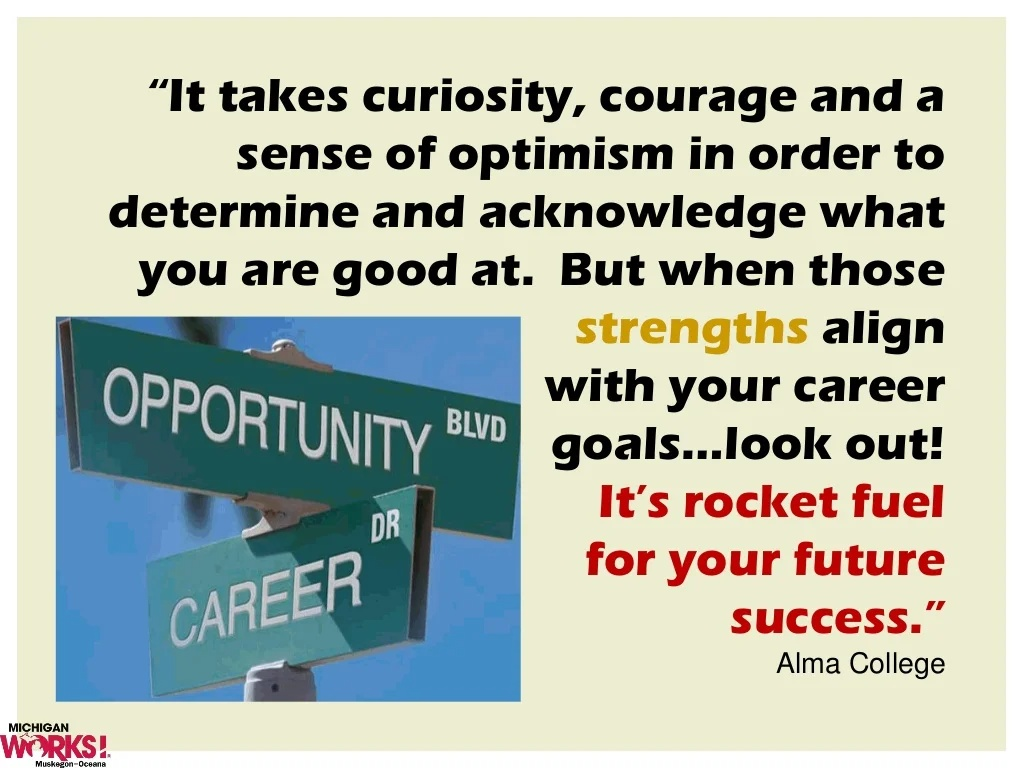 “It takes curiosity, courage and a
sense of optimism in order to
determine and acknowledge what
you are good at.  But when those
strengths align
with your career
goals...look out!
It’s rocket fuel
for your future
success.”
Alma College
OPPORTUNITY BLVD
CAREER DR
MICHIGAN
WORKS!
Muskegon-Oceana